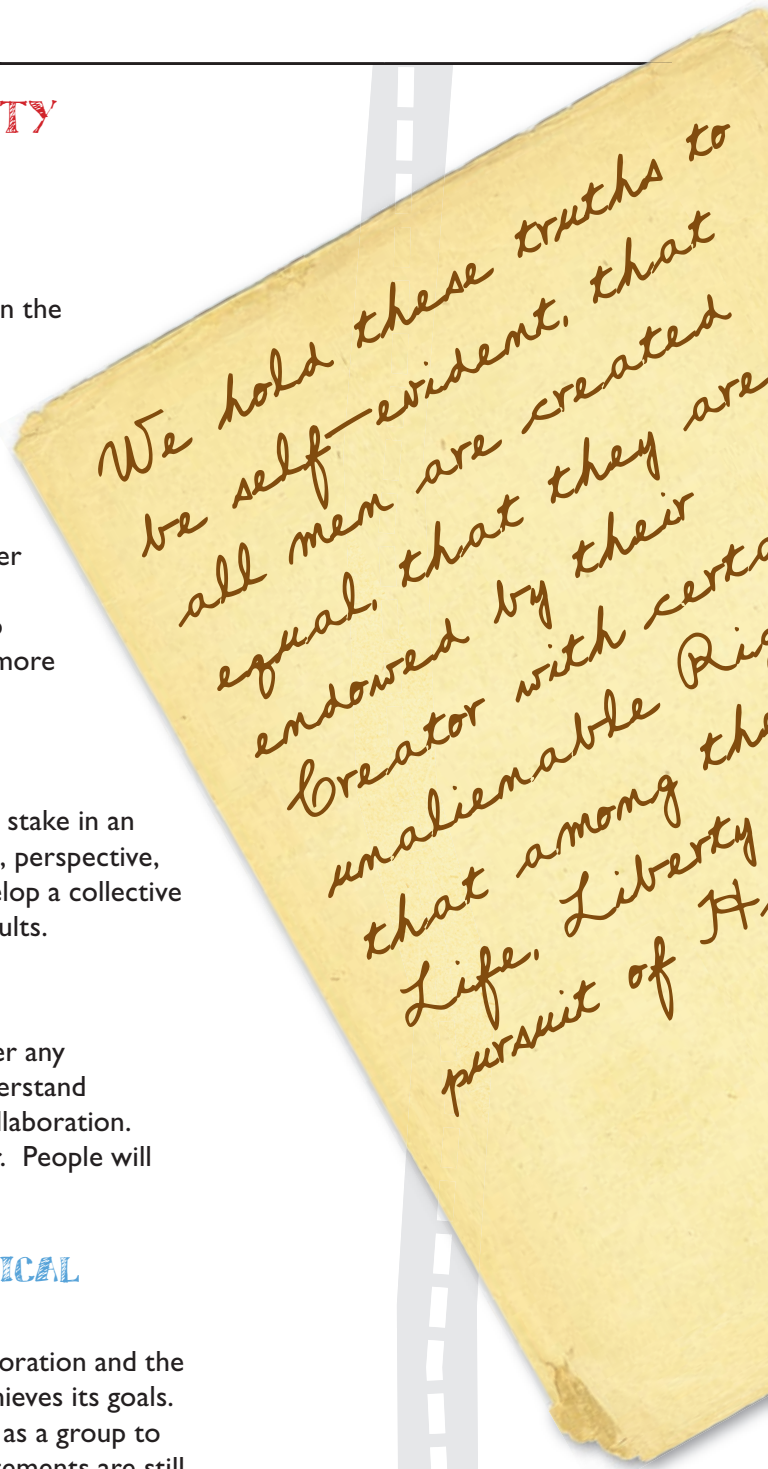 TY
n the
er
more
stake in an
, perspective,
elop a collective
ults.
er any
erstand
llaboration.
r. People will
ICAL
oration and the
hieves its goals.
as a group to
tements are still
We hold these truths to
be self-evident, that
all men are created
equal, that they are
endowed by their
Creator with certa
unalienable Rig
that among the
Life, Liberty
pursuit of H